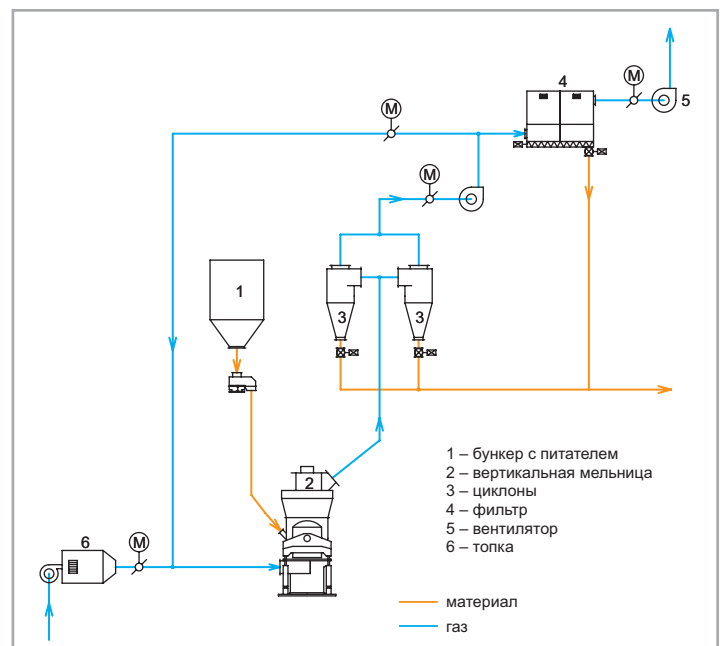 M
4
M
5
M
1
3
3
2
6
M
1 – бункер с питателем
2 – вертикальная мельница
3 – циклоны
4 – фильтр
5 – вентилятор
6 – топка
материал
газ